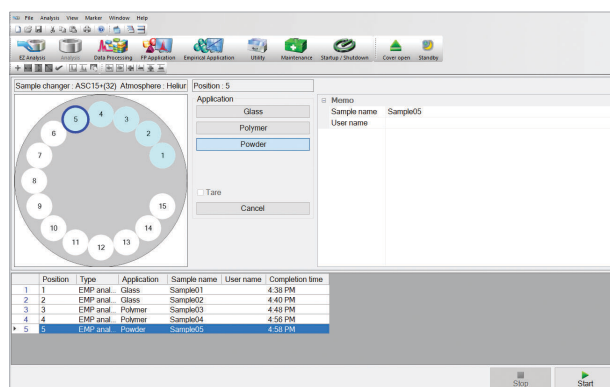 File Analysis View Marker Window Help
EZ Analysis Analysis Data Processing FP Application Empirical Application Utility Maintenance Startup / Shutdown Cover open Standby
Sample changer : ASC15+(32) Atmosphere : Heliur Position : 5
Application
Glass
Polymer
Powder
Tare
Cancel
Memo
Sample name Sample05
User name
5
4
3
6
2
7
1
8
9
15
10
14
11
12
13
Position Type Application Sample name User name Completion time
1 1 EMP anal... Glass Sample01 4:38 PM
2 2 EMP anal... Glass Sample02 4:40 PM
3 3 EMP anal... Polymer Sample03 4:48 PM
4 4 EMP anal... Polymer Sample04 4:56 PM
5 5 EMP anal... Powder Sample05 4:58 PM
Stop Start